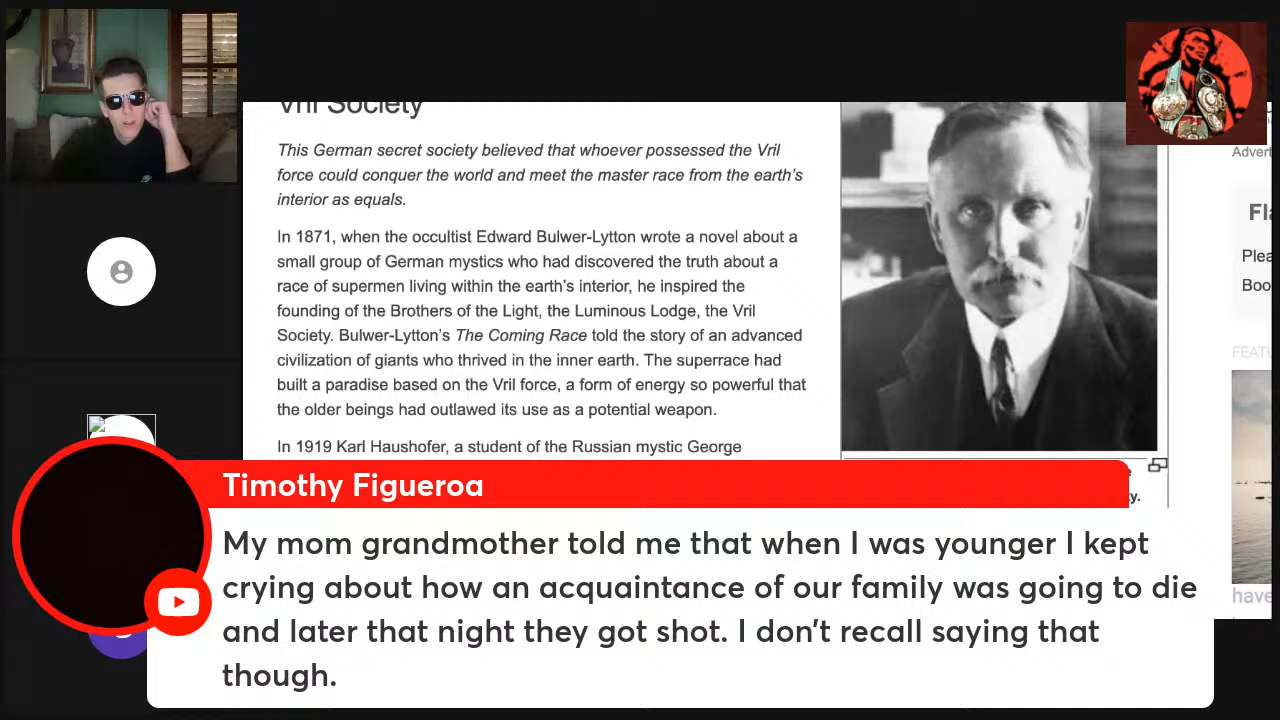 Vril Society
This German secret society believed that whoever possessed the Vril
force could conquer the world and meet the master race from the earth's
interior as equals.
In 1871, when the occultist Edward Bulwer-Lytton wrote a novel about a
small group of German mystics who had discovered the truth about a
race of supermen living within the earth's interior, he inspired the
founding of the Brothers of the Light, the Luminous Lodge, the Vril
Society. Bulwer-Lytton's The Coming Race told the story of an advanced
civilization of giants who thrived in the inner earth. The superrace had
built a paradise based on the Vril force, a form of energy so powerful that
the older beings had outlawed its use as a potential weapon.
In 1919 Karl Haushofer, a student of the Russian mystic George
Advert
Fl
Plea
Boo
FEAT
have
Timothy Figueroa
My mom grandmother told me that when I was younger I kept
crying about how an acquaintance of our family was going to die
and later that night they got shot. I don't recall saying that
though.